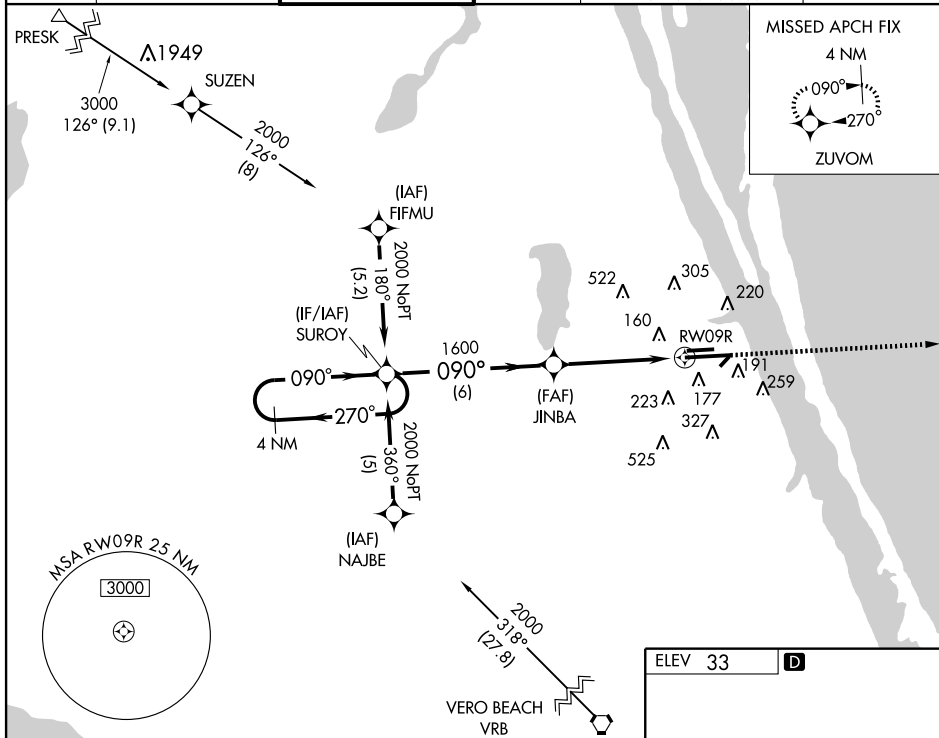 PRESK
1949
SUZEN
3000
126° (9.1)
2000
126°
(8)
MISSED APCH FIX
4 NM
090°
270°
ZUVOM
(IAF)
FIFMU
2000 NoPT
180°
(5.2)
(IF/IAF)
SUROY
1600
090°
(6)
090°
270°
4 NM
(FAF)
JINBA
522
305
220
160
RW09R
191
259
177
223
327
525
2000 NoPT
360°
(5)
(IAF)
NAJBE
MSA RW09R 25 NM
3000
2000
318°
(27.8)
VERO BEACH
VRB
ELEV 33
D